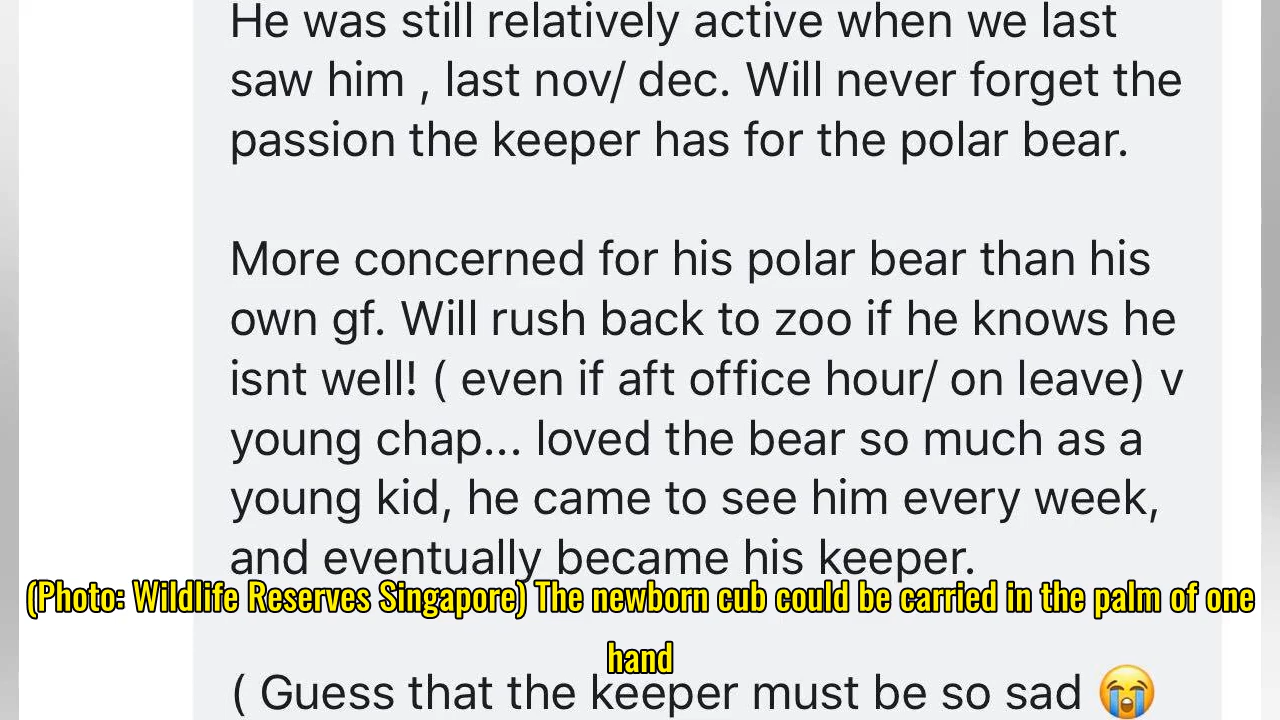 He was still relatively active when we last
saw him , last nov/ dec. Will never forget the
passion the keeper has for the polar bear.
More concerned for his polar bear than his
own gf. Will rush back to zoo if he knows he
isnt well! ( even if aft office hour/ on leave) v
young chap... loved the bear so much as a
young kid, he came to see him every week,
and eventually became his keeper.
(Photo: Wildlife Reserves Singapore) The newborn cub could be carried in the palm of one
hand
( Guess that the keeper must be so sad 😭